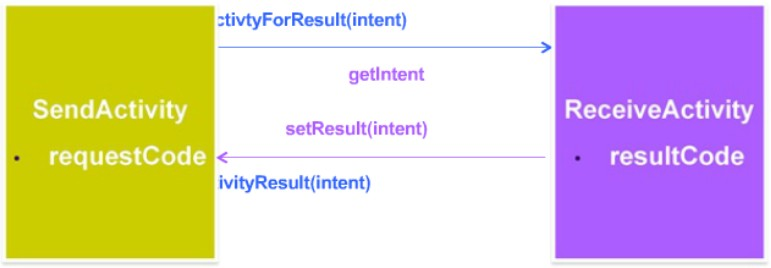 ctivtyForResult(intent)
getIntent
SendActivity
ReceiveActivity
setResult(intent)
• requestCode
• resultCode
ivityResult(intent)